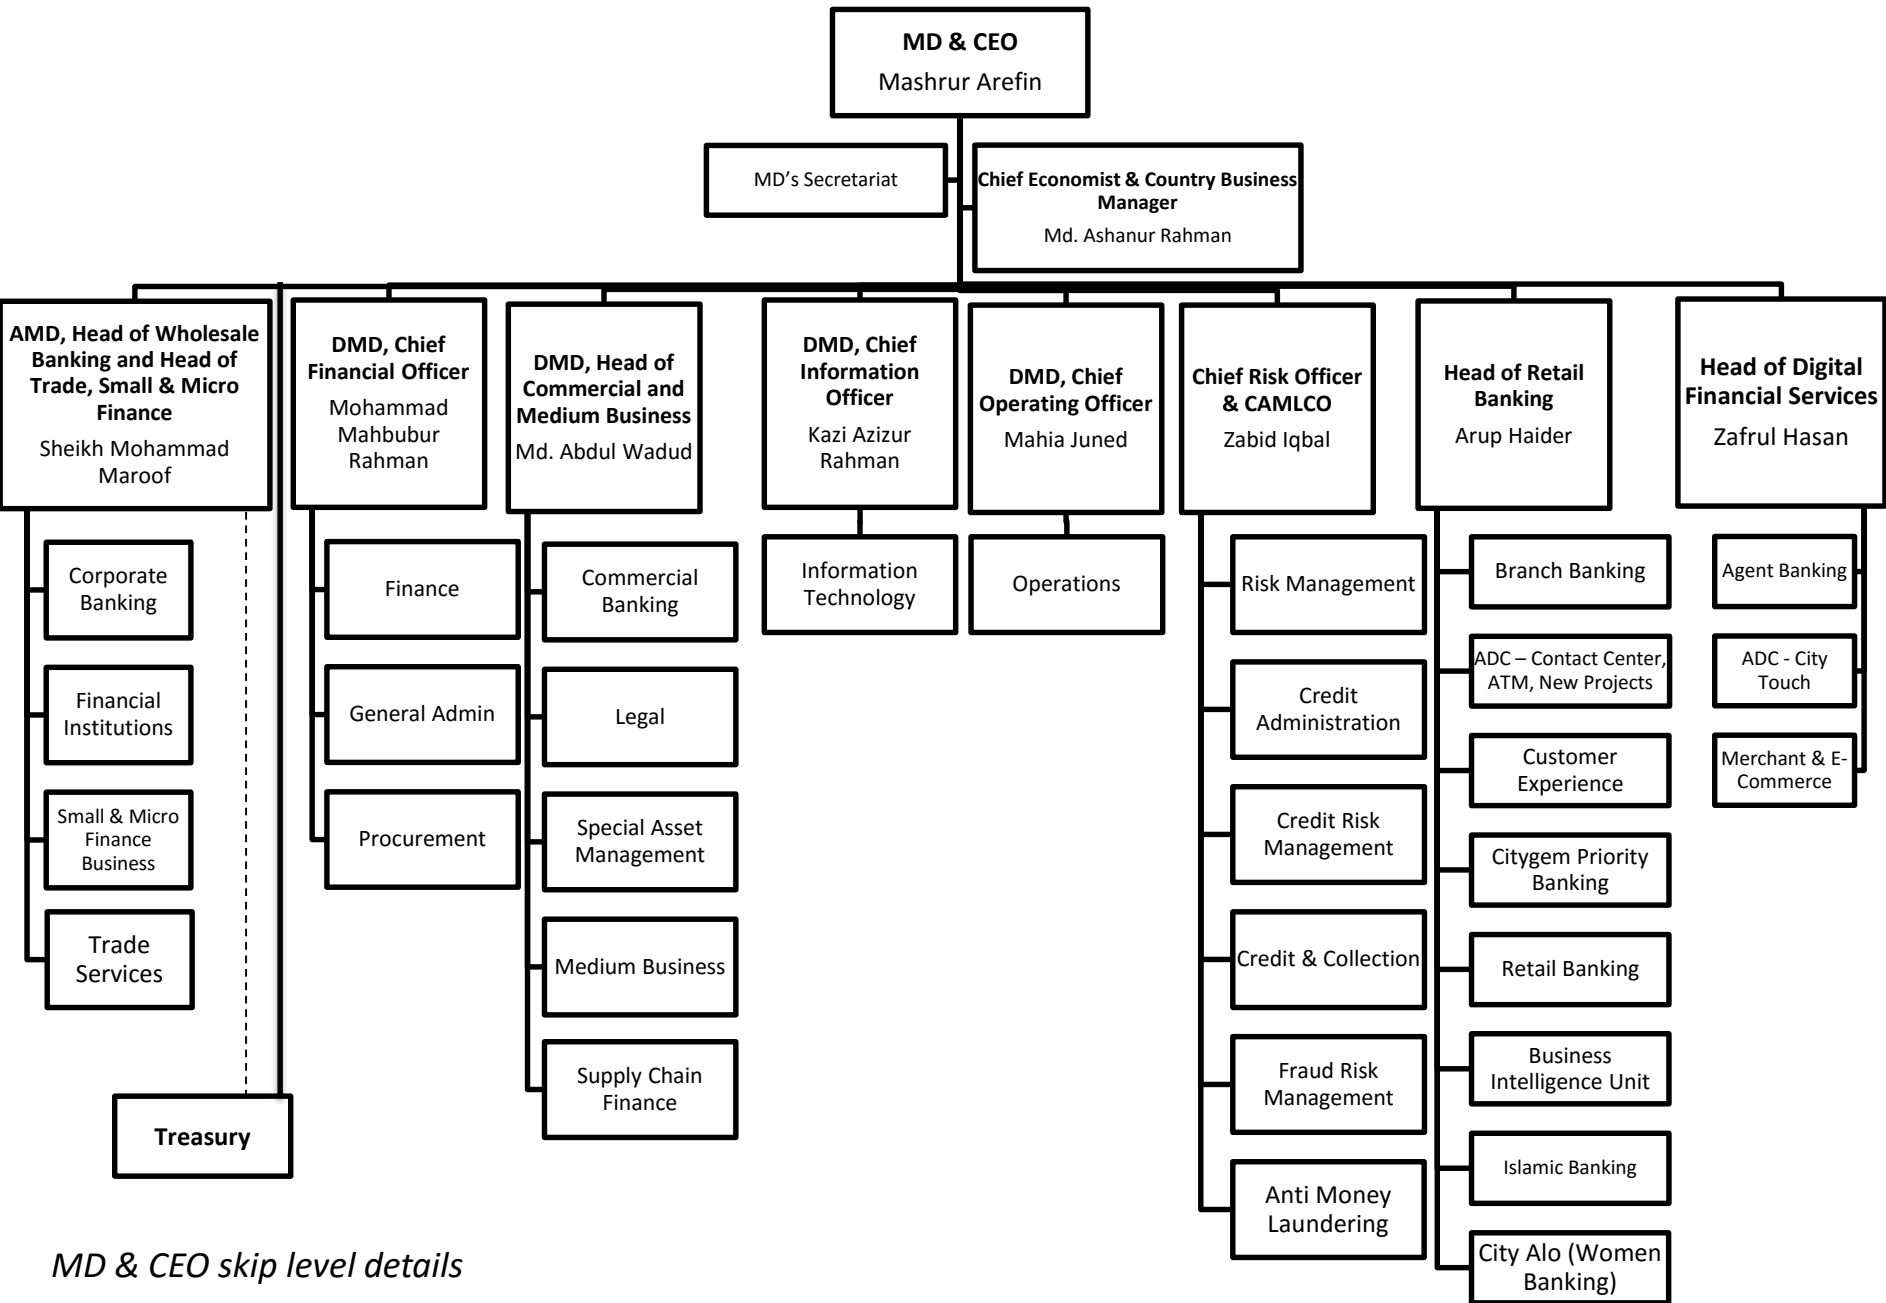 MD & CEO
Mashrur Arefin
MD's Secretariat
Chief Economist & Country Business
Manager
Md. Ashanur Rahman
AMD, Head of Wholesale
Banking and Head of
Trade, Small & Micro
Finance
Sheikh Mohammad
Maroof
DMD, Chief
Financial Officer
Mohammad
Mahbubur
Rahman
DMD, Head of
Commercial and
Medium Business
Md. Abdul Wadud
DMD, Chief
Information
Officer
Kazi Azizur
Rahman
DMD, Chief
Operating Officer
Mahia Juned
Chief Risk Officer
& CAMLCO
Zabid Iqbal
Head of Retail
Banking
Arup Haider
Head of Digital
Financial Services
Zafrul Hasan
Corporate
Banking
Financial
Institutions
Small & Micro
Finance
Business
Trade
Services
Treasury
Finance
General Admin
Procurement
Commercial
Banking
Legal
Special Asset
Management
Medium Business
Supply Chain
Finance
Information
Technology
Operations
Risk Management
Credit
Administration
Credit Risk
Management
Credit & Collection
Fraud Risk
Management
Anti Money
Laundering
Branch Banking
ADC – Contact Center,
ATM, New Projects
Customer
Experience
Citygem Priority
Banking
Retail Banking
Business
Intelligence Unit
Islamic Banking
City Alo (Women
Banking)
Agent Banking
ADC - City
Touch
Merchant & E-
Commerce
MD & CEO skip level details